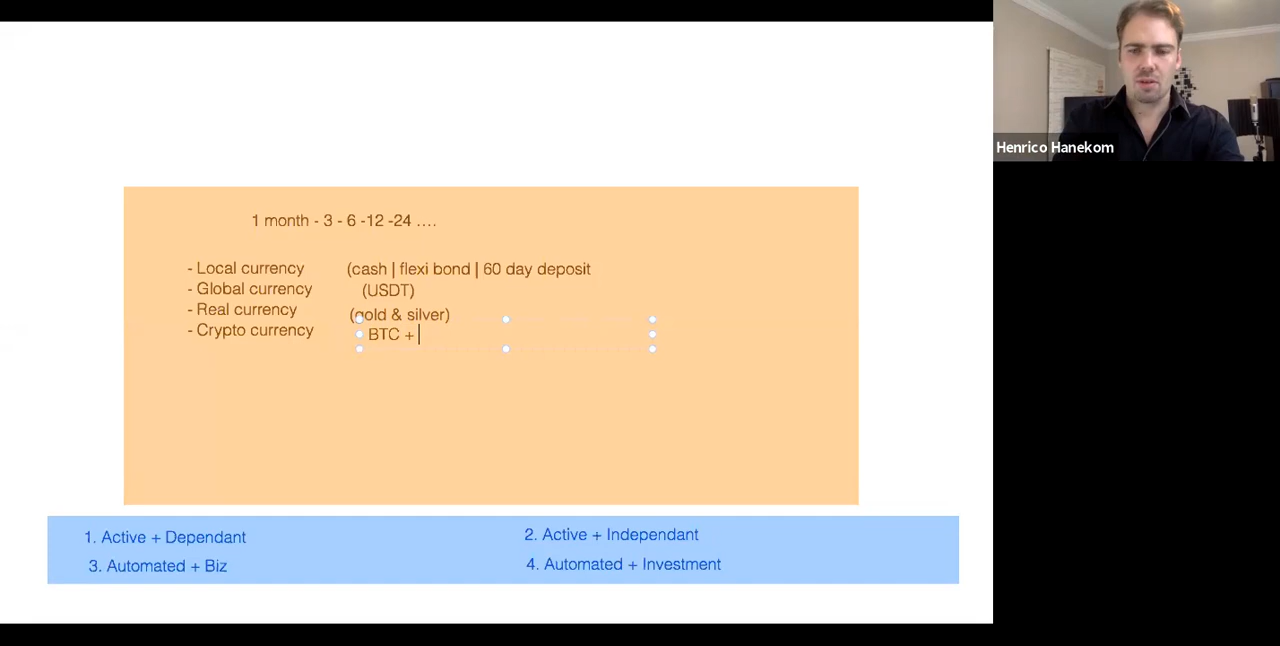 Henrico Hanekom
1 month - 3 - 6 -12 -24 ....
- Local currency (cash | flexi bond | 60 day deposit
- Global currency (USDT)
- Real currency (gold & silver)
- Crypto currency BTC +
1. Active + Dependant 2. Active + Independant
3. Automated + Biz 4. Automated + Investment